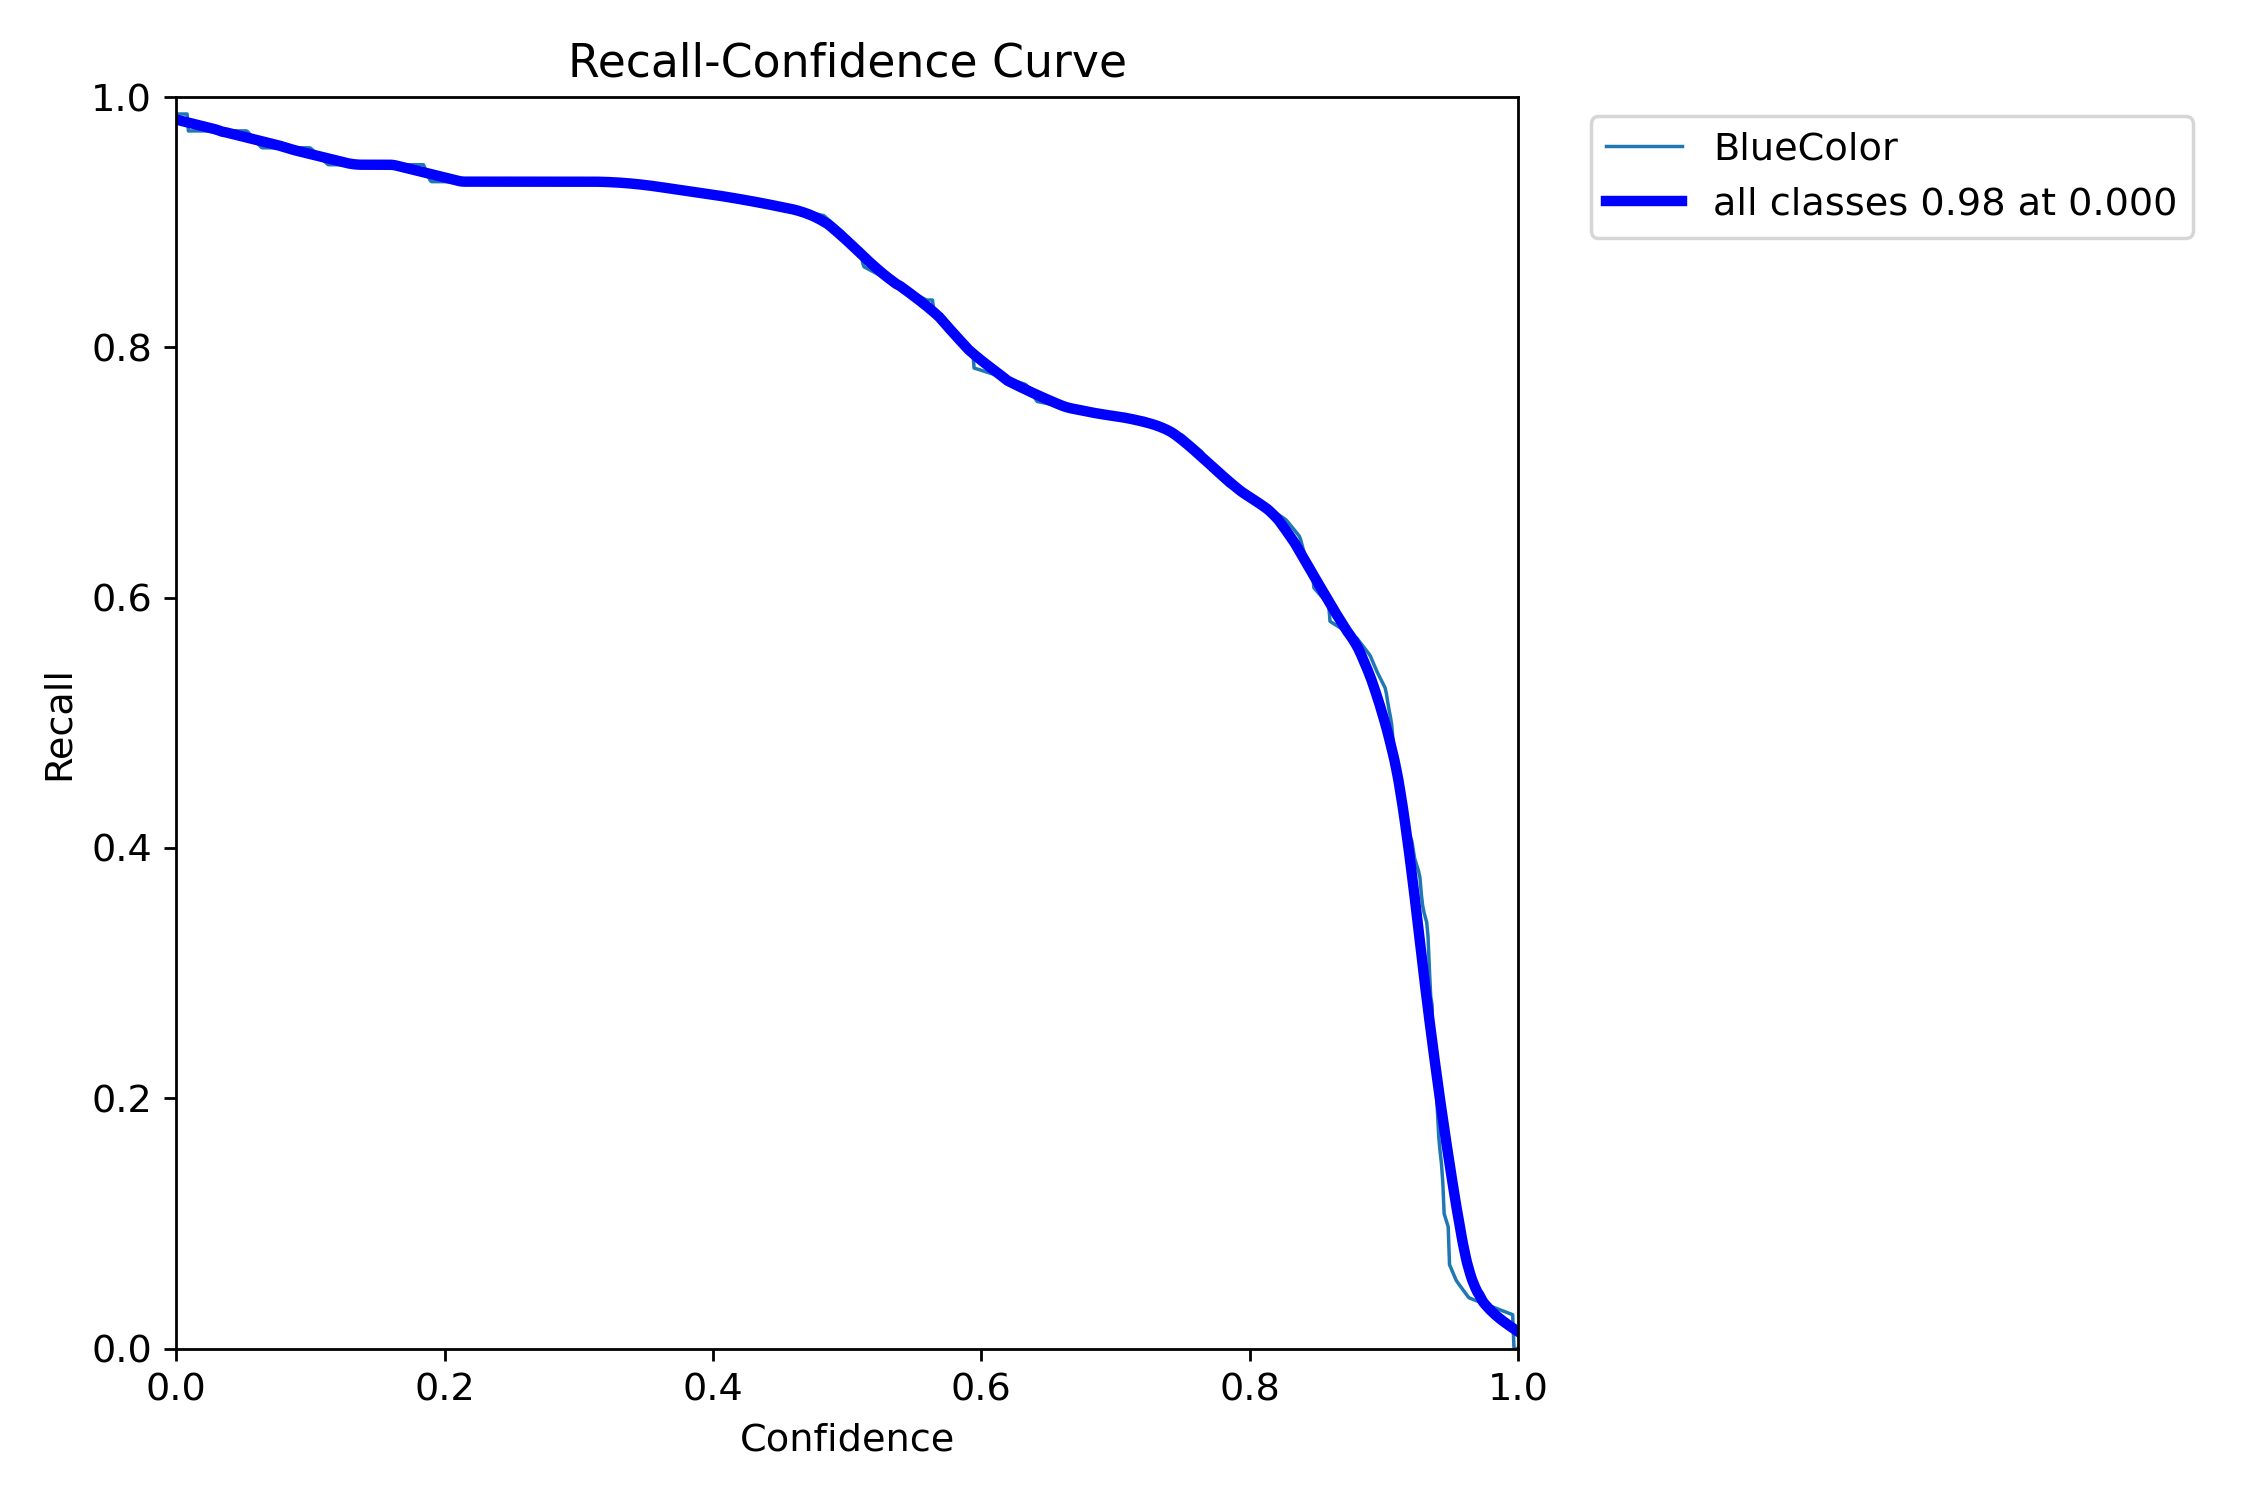 Recall-Confidence Curve
1.0
0.8
0.6
0.4
0.2
0.0
Recall
0.0 0.2 0.4 0.6 0.8 1.0
Confidence
BlueColor
all classes 0.98 at 0.000